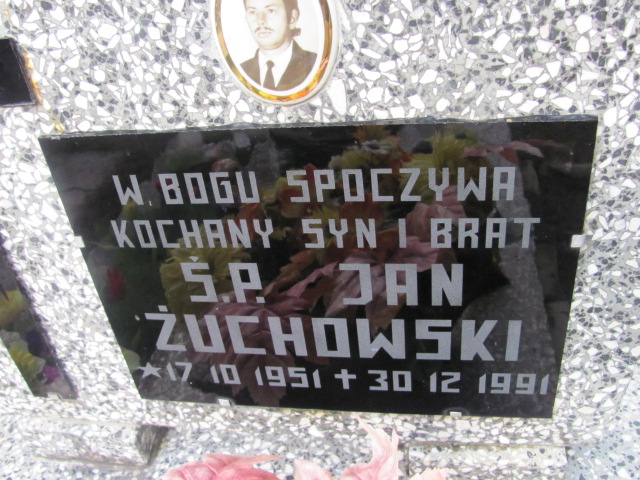 W BOGU SPOCZYWA
KOCHANY SYN I BRAT
Ś.P. JAN
ŻUCHOWSKI
★17 10 1951 + 30 12 1991